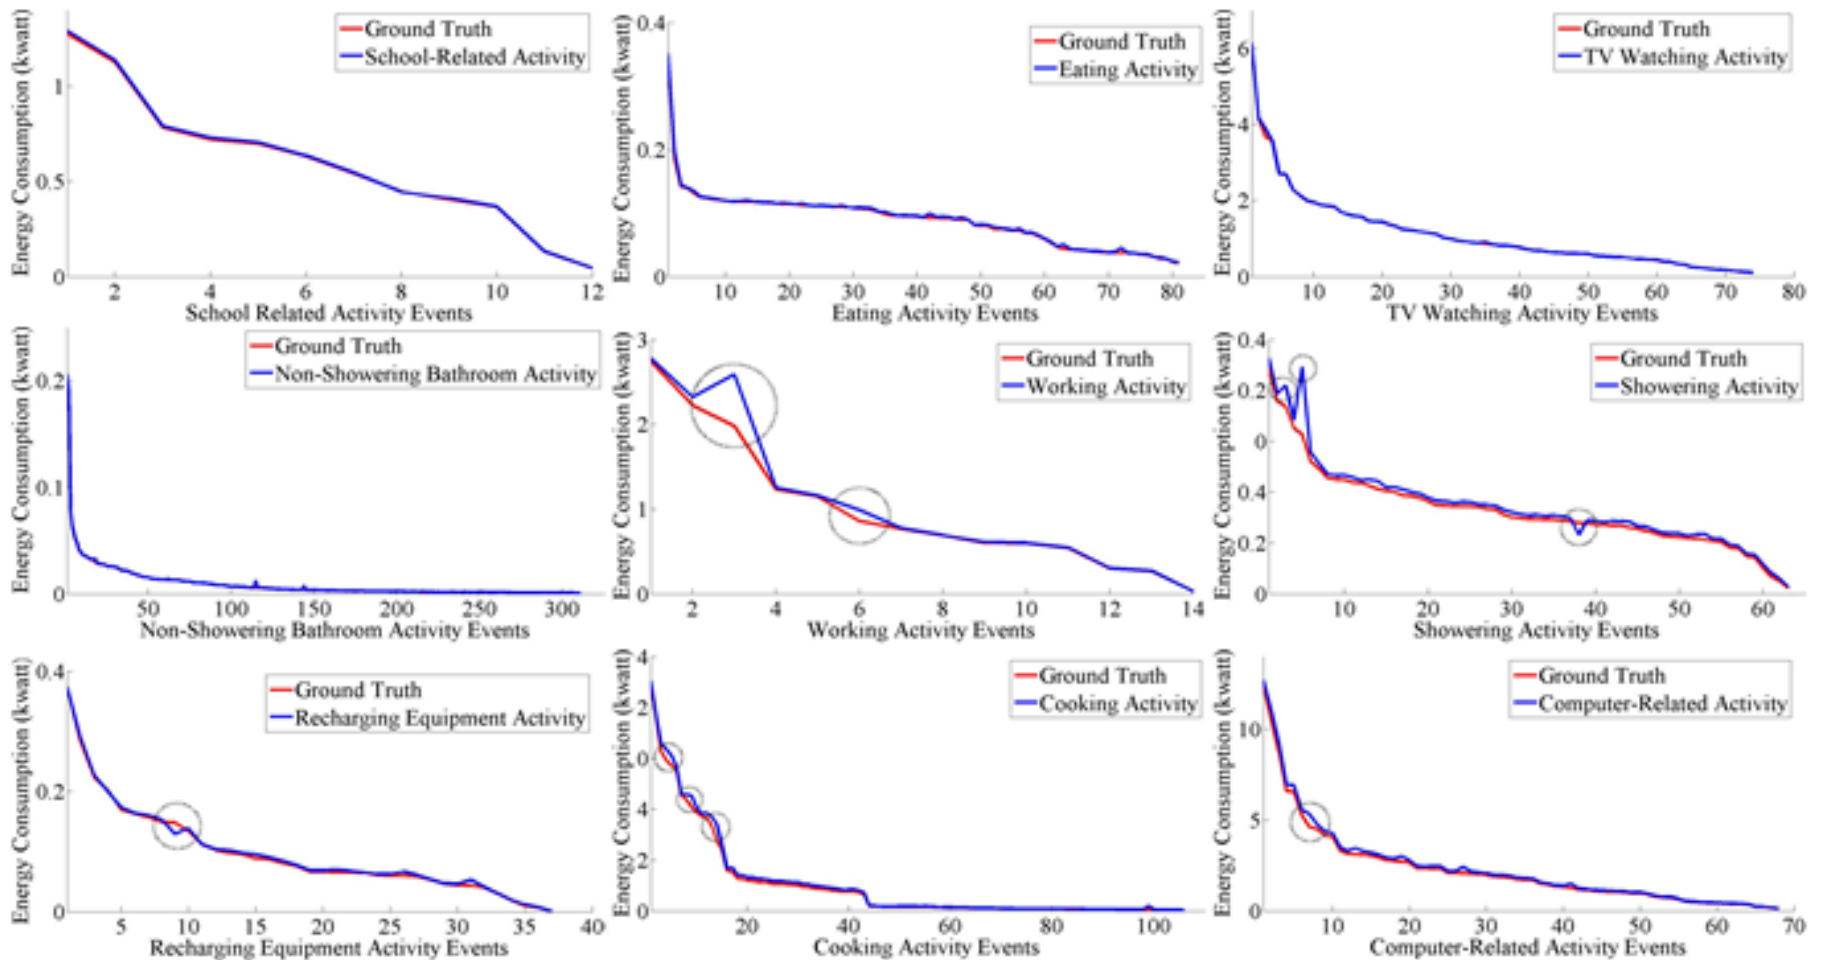 Energy Consumption (kwatt)
1
0.5
0
2 4 6 8 10 12
School Related Activity Events
Ground Truth
School-Related Activity
Energy Consumption (kwatt)
0.4
0.2
0
10 20 30 40 50 60 70 80
Eating Activity Events
Ground Truth
Eating Activity
Energy Consumption (kwatt)
6
4
2
0
10 20 30 40 50 60 70 80
TV Watching Activity Events
Ground Truth
TV Watching Activity
Energy Consumption (kwatt)
0.2
0.1
0
50 100 150 200 250 300
Non-Showering Bathroom Activity Events
Ground Truth
Non-Showering Bathroom Activity
Energy Consumption (kwatt)
3
2
1
0
2 4 6 8 10 12 14
Working Activity Events
Ground Truth
Working Activity
Energy Consumption (kwatt)
0.4
0.2
0
0.4
0.2
0
10 20 30 40 50 60
Showering Activity Events
Ground Truth
Showering Activity
Energy Consumption (kwatt)
0.4
0.2
0
5 10 15 20 25 30 35 40
Recharging Equipment Activity Events
Ground Truth
Recharging Equipment Activity
Energy Consumption (kwatt)
4
2
0
4
2
0
20 40 60 80 100
Cooking Activity Events
Ground Truth
Cooking Activity
Energy Consumption (kwatt)
10
5
0
10 20 30 40 50 60 70
Computer-Related Activity Events
Ground Truth
Computer-Related Activity